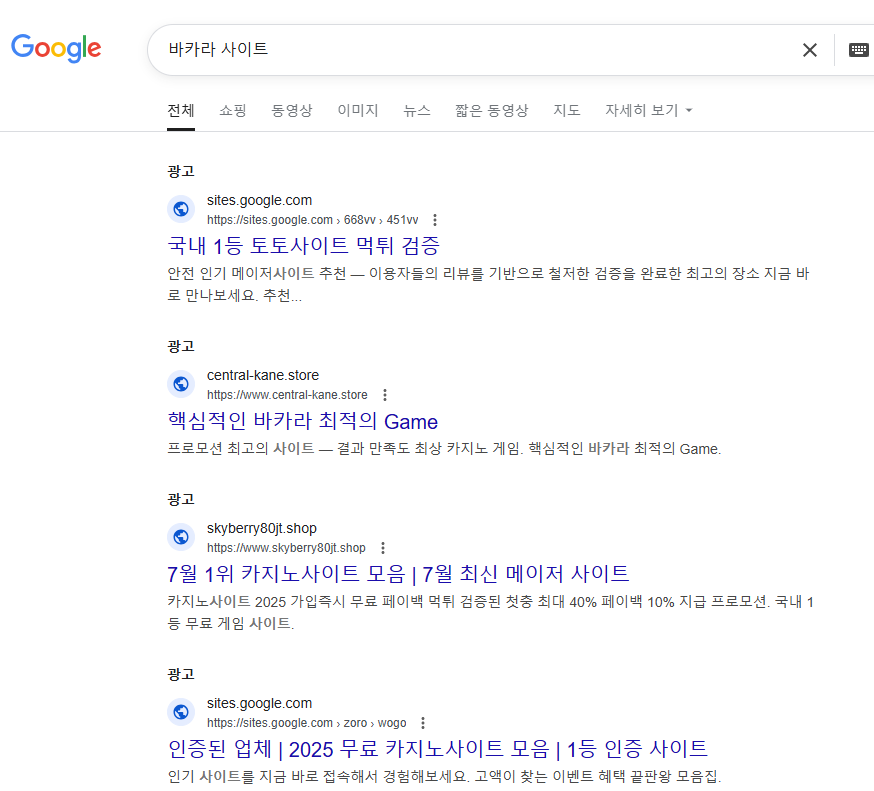 Google
바카라 사이트
전체 쇼핑 동영상 이미지 뉴스 짧은 동영상 지도 자세히 보기
광고
sites.google.com
https://sites.google.com › 668vv › 451vv
국내 1등 토토사이트 먹튀 검증
안전 인기 메이저사이트 추천 — 이용자들의 리뷰를 기반으로 철저한 검증을 완료한 최고의 장소 지금 바
로 만나보세요. 추천...
광고
central-kane.store
https://www.central-kane.store
핵심적인 바카라 최적의 Game
프로모션 최고의 사이트 — 결과 만족도 최상 카지노 게임. 핵심적인 바카라 최적의 Game.
광고
skyberry80jt.shop
https://www.skyberry80jt.shop
7월 1위 카지노사이트 모음 | 7월 최신 메이저 사이트
카지노사이트 2025 가입즉시 무료 페이백 먹튀 검증된 첫충 최대 40% 페이백 10% 지급 프로모션. 국내 1
등 무료 게임 사이트.
광고
sites.google.com
https://sites.google.com › zoro › wogo
인증된 업체 | 2025 무료 카지노사이트 모음 | 1등 인증 사이트
인기 사이트를 지금 바로 접속해서 경험해보세요. 고액이 찾는 이벤트 혜택 끝판왕 모음집.